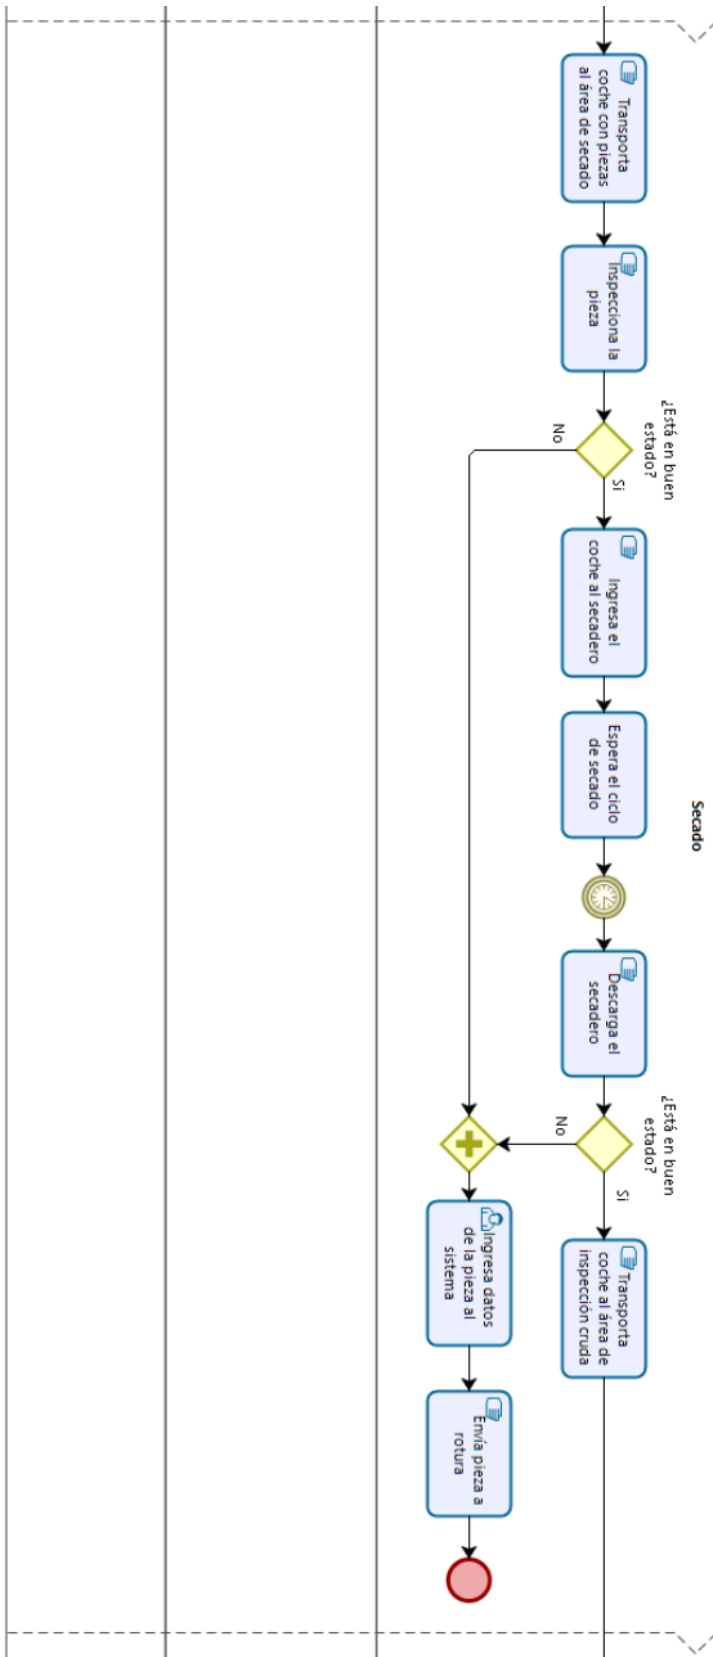 Secado
Transporta
coche con piezas
al área de secado
Inspecciona la
pieza
¿Está en buen
estado?
No
Si
Ingresa el
coche al secadero
Espera el ciclo
de secado
Descarga el
secadero
¿Está en buen
estado?
No
Si
Transporta
coche al área de
inspección cruda
Ingresa datos
de la pieza al
sistema
Envía pieza a
rotura